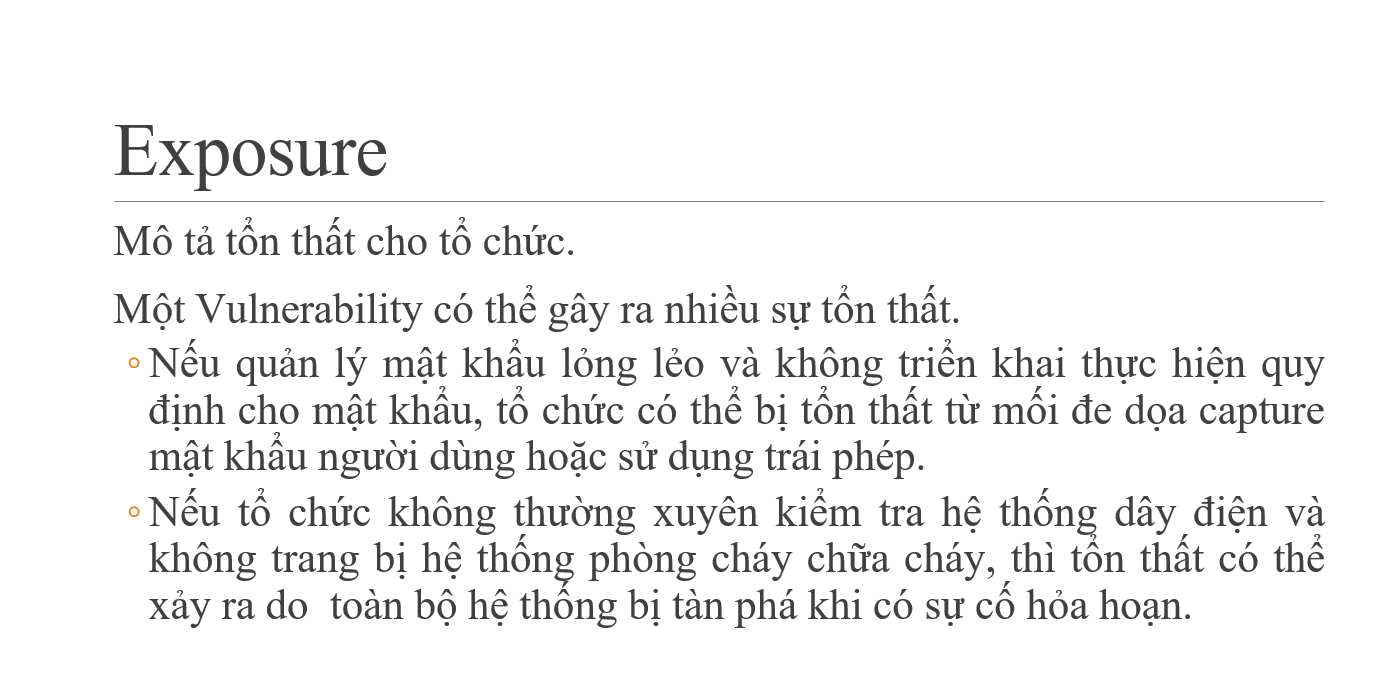 Exposure
Mô tả tổn thất cho tổ chức.
Một Vulnerability có thể gây ra nhiều sự tổn thất.
◦ Nếu quản lý mật khẩu lỏng lẻo và không triển khai thực hiện quy
định cho mật khẩu, tổ chức có thể bị tổn thất từ mối đe dọa capture
mật khẩu người dùng hoặc sử dụng trái phép.
◦ Nếu tổ chức không thường xuyên kiểm tra hệ thống dây điện và
không trang bị hệ thống phòng cháy chữa cháy, thì tổn thất có thể
xảy ra do  toàn bộ hệ thống bị tàn phá khi có sự cố hỏa hoạn.